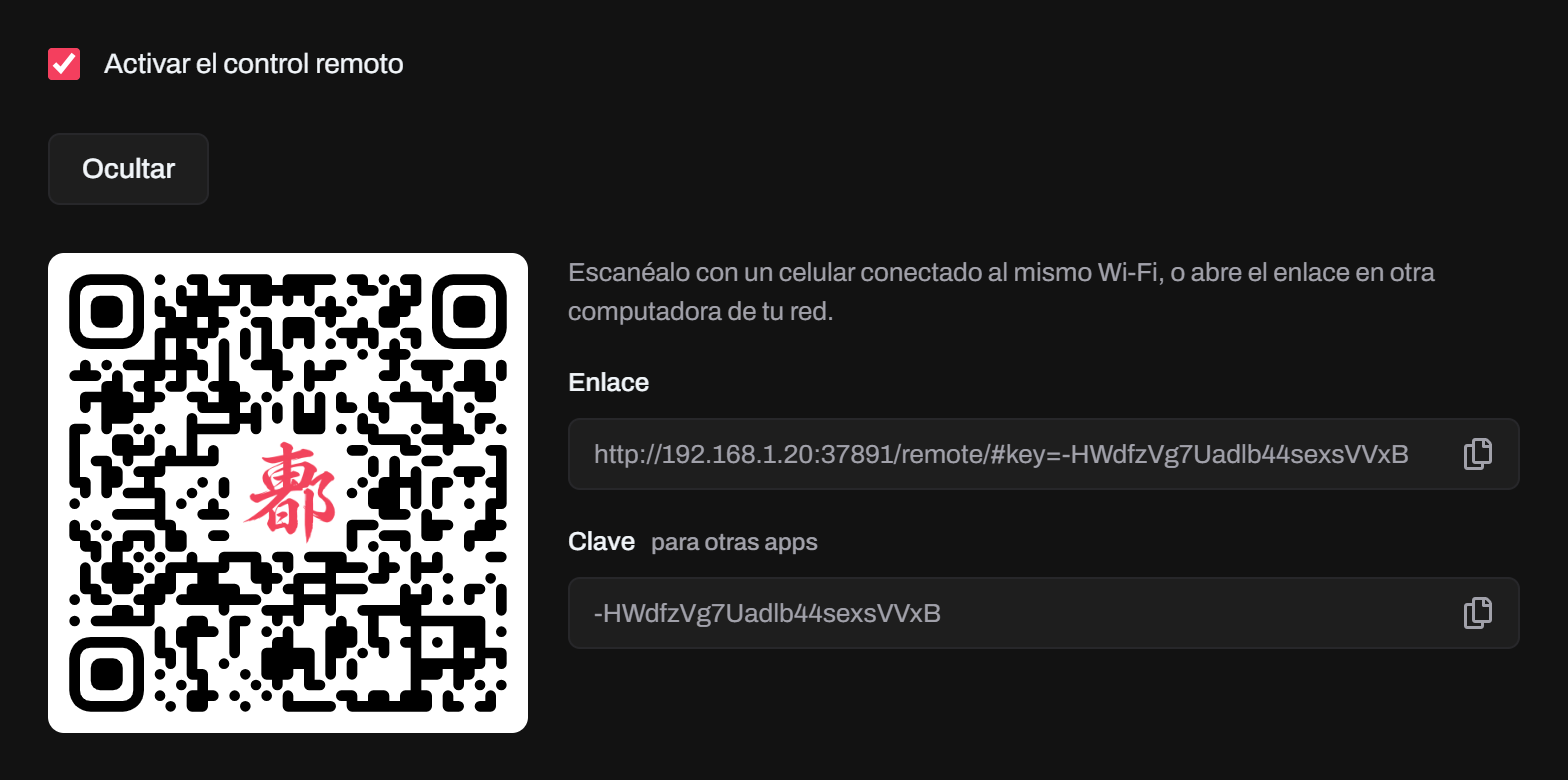 Activar el control remoto
Ocultar
Escanéalo con un celular conectado al mismo Wi-Fi, o abre el enlace en otra
computadora de tu red.
Enlace
http://192.168.1.20:37891/remote/#key=-HWdfzVg7Uadlb44sexsVVxB
Clave para otras apps
-HWdfzVg7Uadlb44sexsVVxB